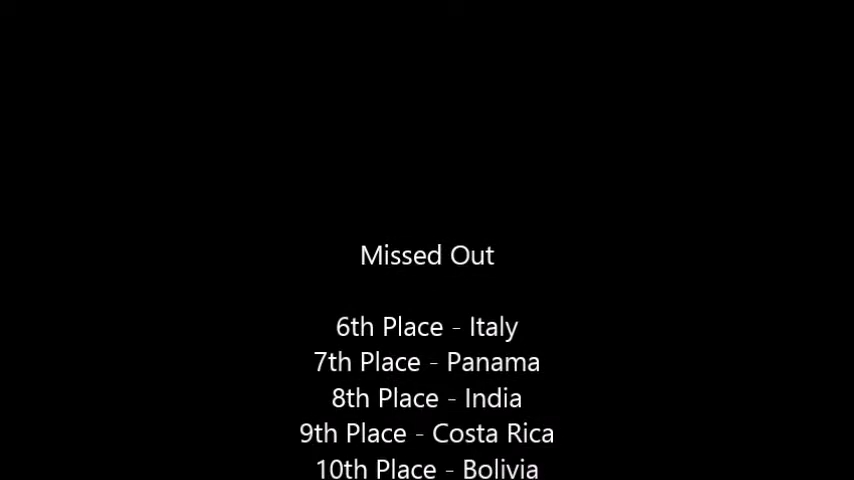 Missed Out
6th Place - Italy
7th Place - Panama
8th Place - India
9th Place - Costa Rica
10th Place - Bolivia